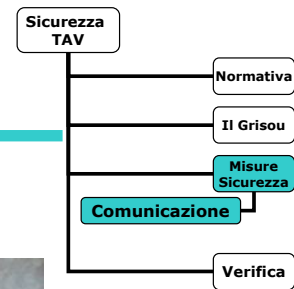 Sicurezza
TAV
Normativa
Il Grisou
Misure
Sicurezza
Comunicazione
Verifica